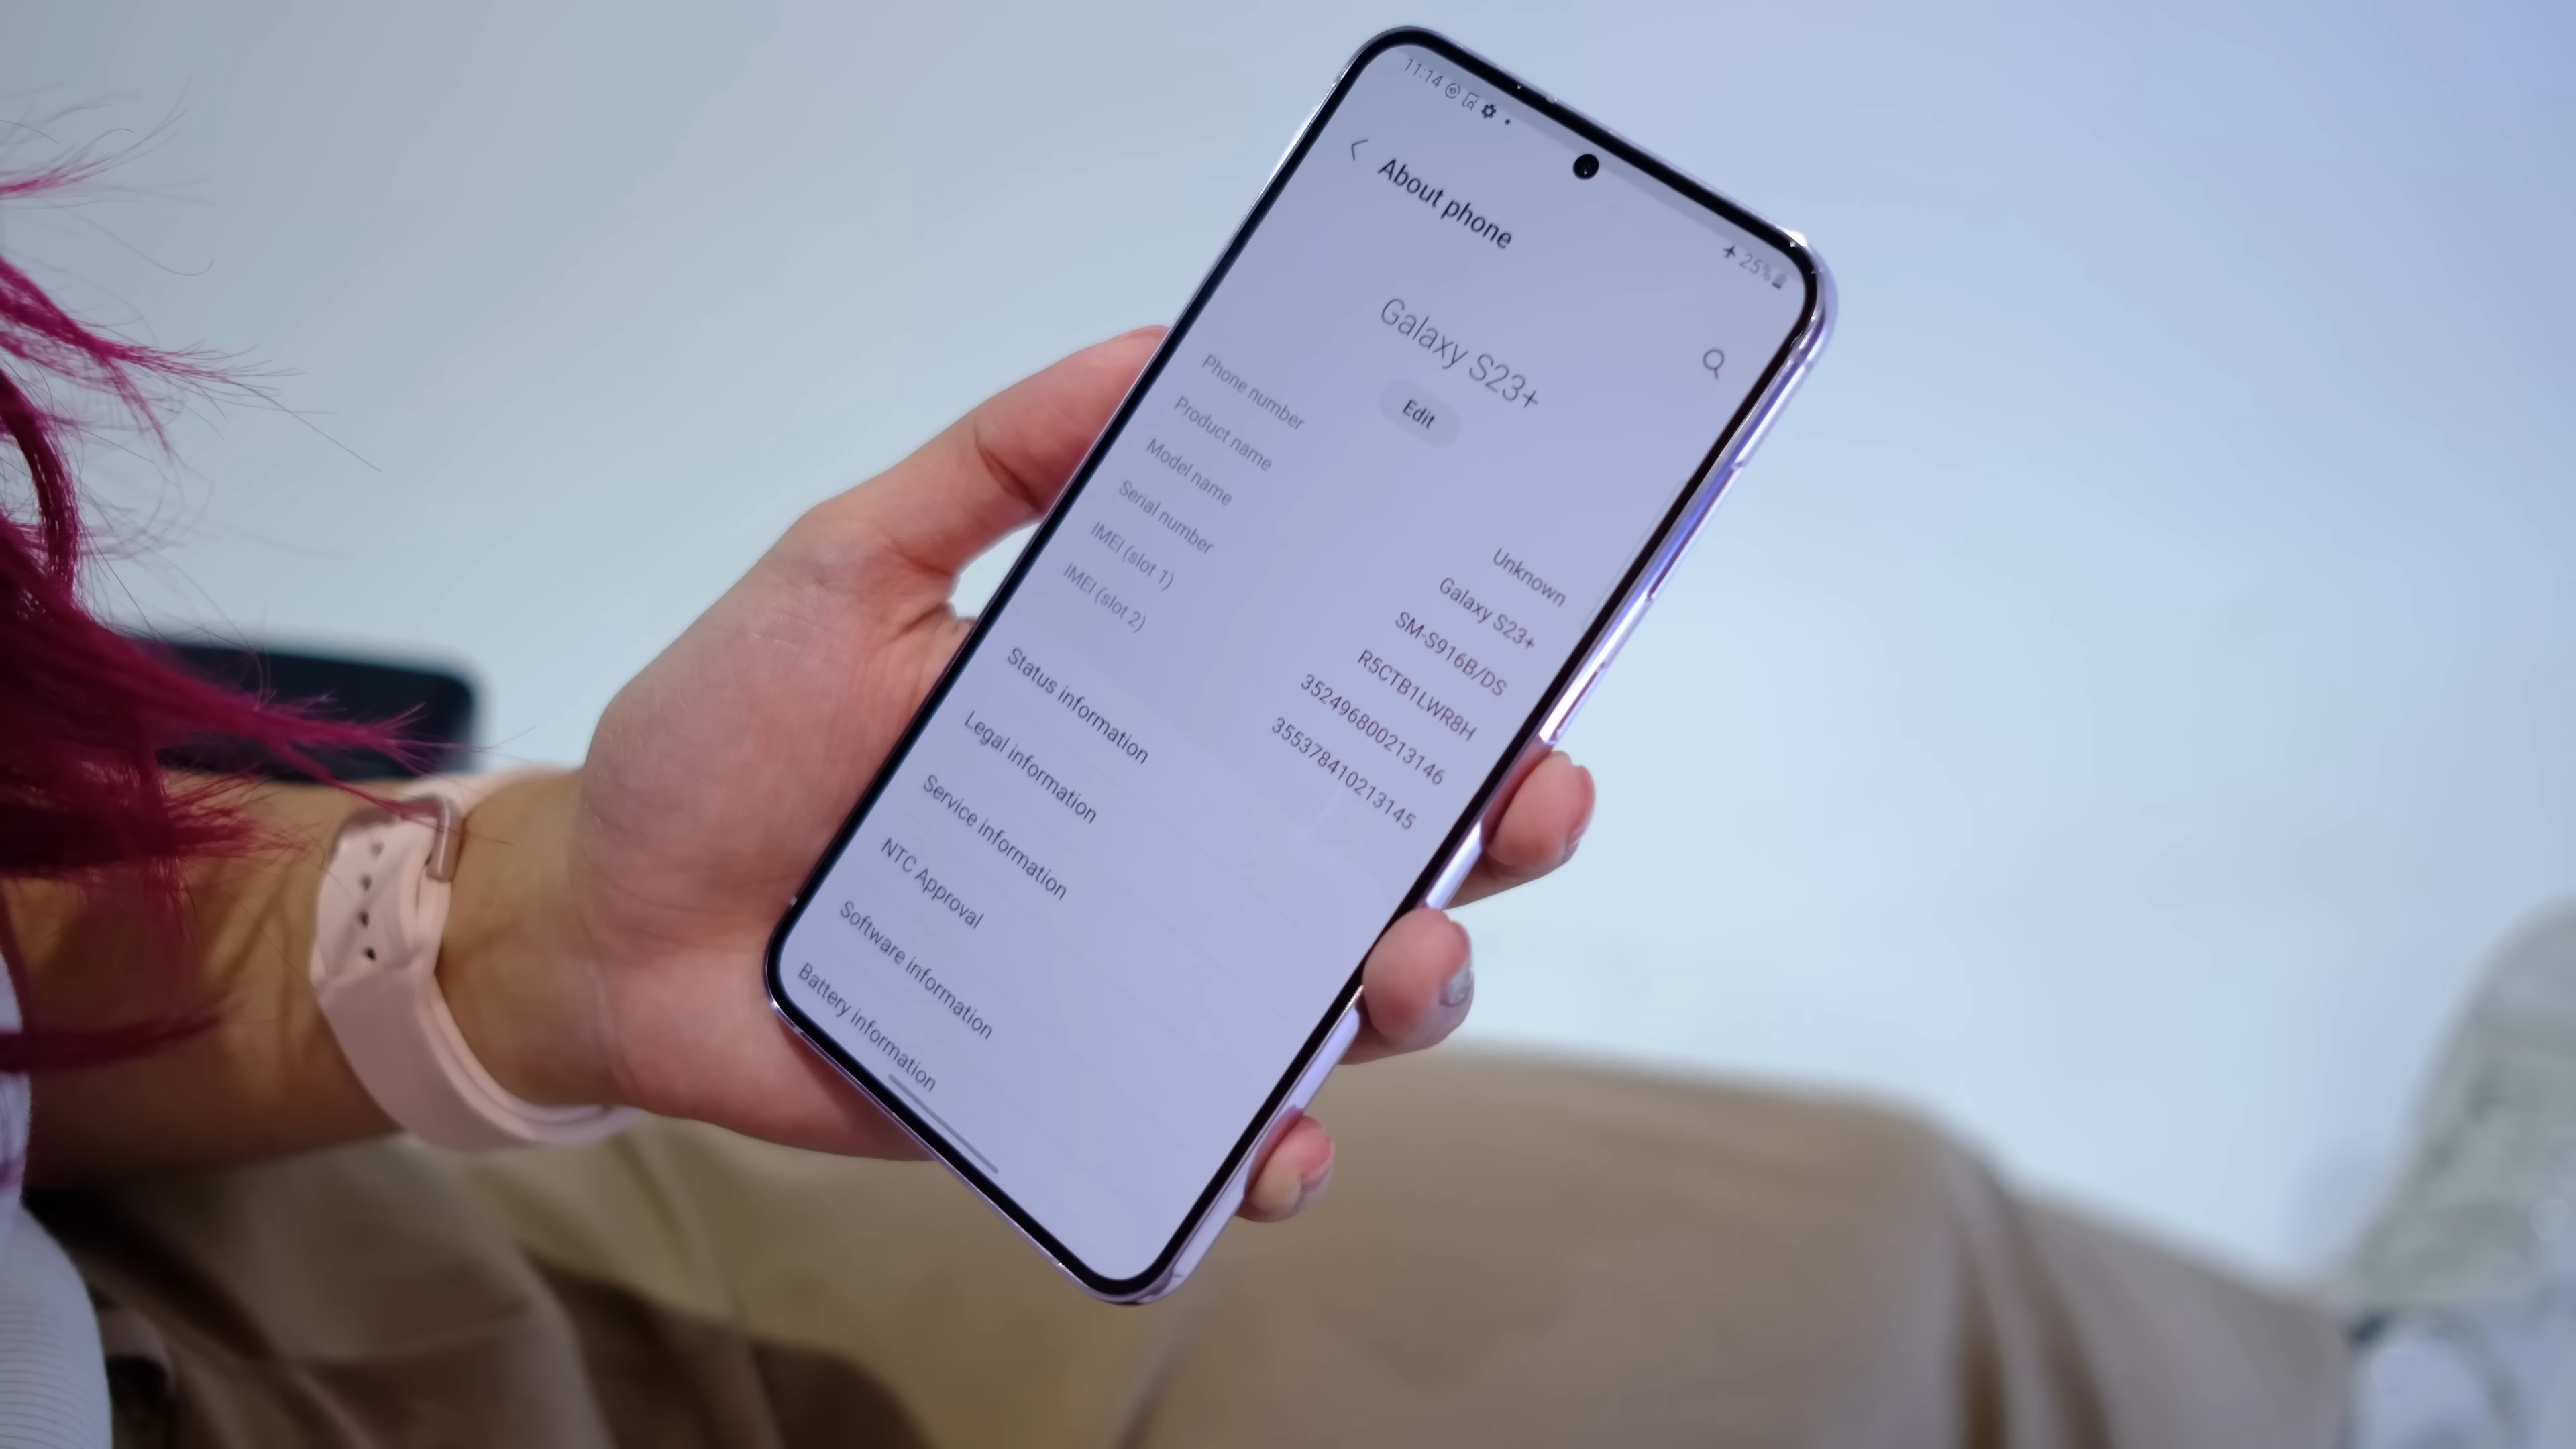 11:14
25%
About phone
Galaxy S23+
Edit
Phone number Unknown
Product name Galaxy S23+
Model name SM-S916B/DS
Serial number R5CTB1LWR8H
IMEI (slot 1) 352496800213146
IMEI (slot 2) 355378410213145
Status information
Legal information
Service information
NTC Approval
Software information
Battery information